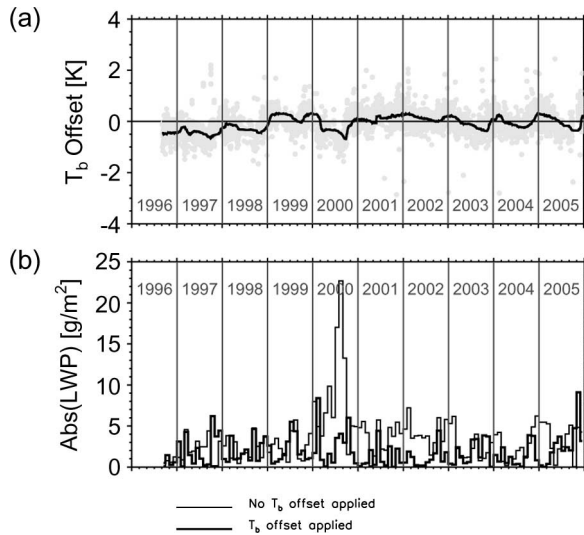 (a)
4
2
0
-2
-4
T_b Offset [K]
1996 1997 1998 1999 2000 2001 2002 2003 2004 2005
(b)
25
20
15
10
5
0
Abs(LWP) [g/m²]
1996 1997 1998 1999 2000 2001 2002 2003 2004 2005
No T_b offset applied
T_b offset applied